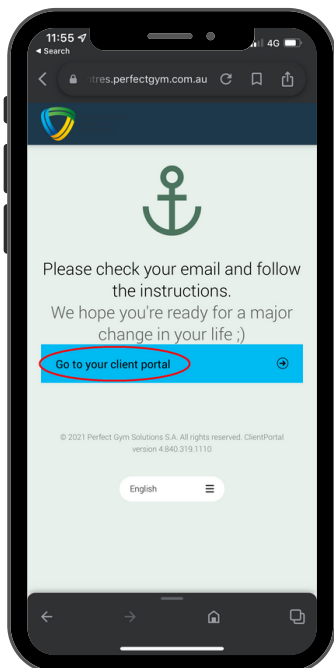 11:55
Search
4G
tres.perfectgym.com.au
Please check your email and follow
the instructions.
We hope you're ready for a major
change in your life ;)
Go to your client portal
© 2021 Perfect Gym Solutions S.A. All rights reserved. ClientPortal
version 4.840.319.1110
English